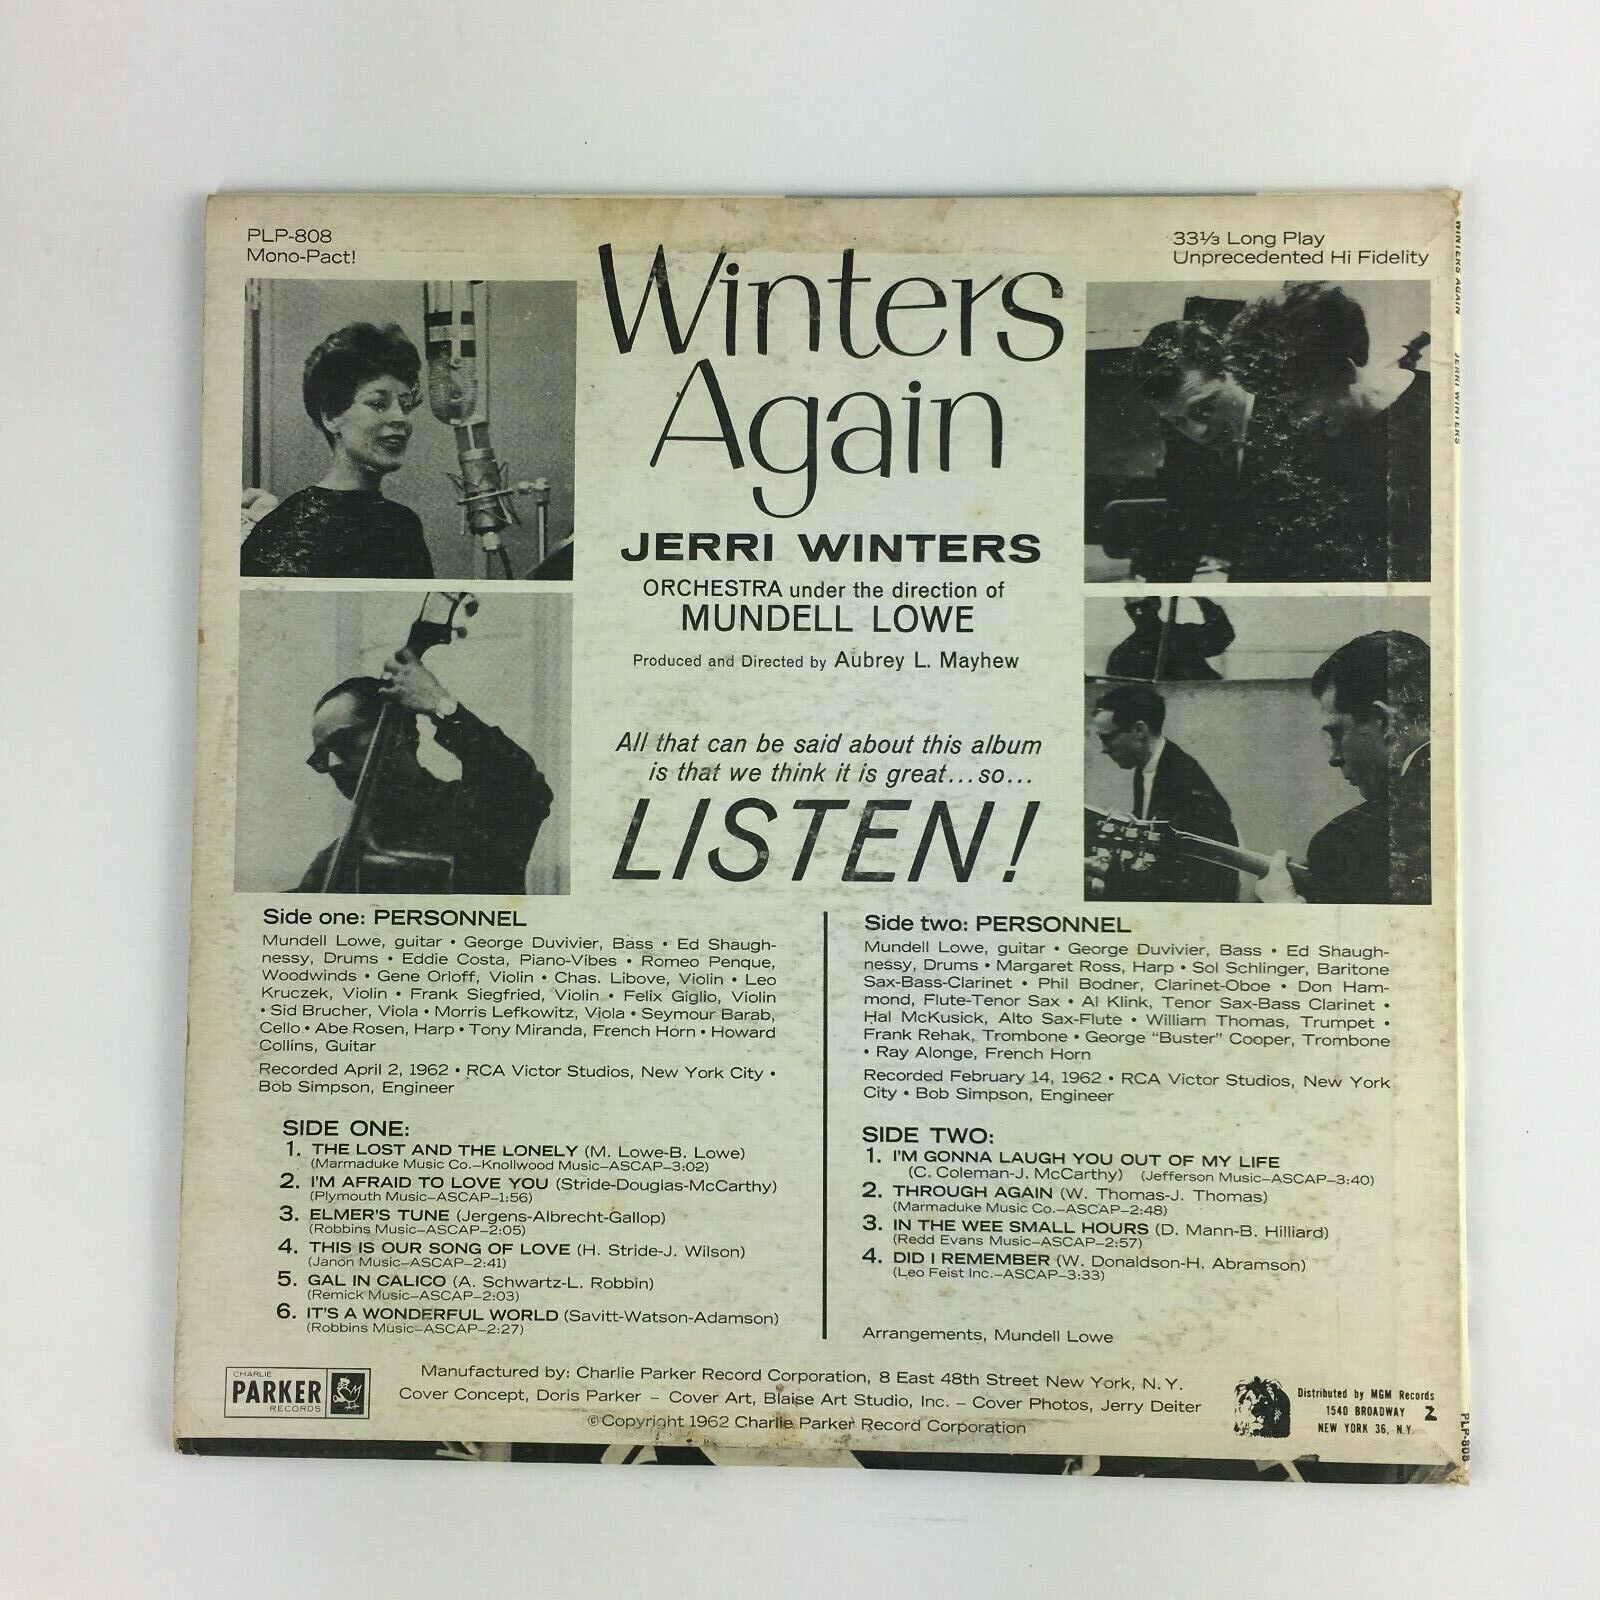 PLP-808
Mono-Pact!
33⅓ Long Play
Unprecedented Hi Fidelity
Winters
Again
JERRI WINTERS
ORCHESTRA under the direction of
MUNDELL LOWE
Produced and Directed by Aubrey L. Mayhew
All that can be said about this album
is that we think it is great...so...
LISTEN!
Side one: PERSONNEL
Mundell Lowe, guitar • George Duvivier, Bass • Ed Shaugh-
nessy, Drums • Eddie Costa, Piano-Vibes • Romeo Penque,
Woodwinds • Gene Orloff, Violin • Chas. Libove, Violin • Leo
Kruczek, Violin • Frank Siegfried, Violin • Felix Giglio, Violin
• Sid Brucher, Viola • Morris Lefkowitz, Viola • Seymour Barab,
Cello • Abe Rosen, Harp • Tony Miranda, French Horn • Howard
Collins, Guitar
Recorded April 2, 1962 • RCA Victor Studios, New York City •
Bob Simpson, Engineer
SIDE ONE:
1. THE LOST AND THE LONELY (M. Lowe-B. Lowe)
(Marmaduke Music Co.–Knollwood Music–ASCAP–3:02)
2. I'M AFRAID TO LOVE YOU (Stride-Douglas-McCarthy)
(Plymouth Music–ASCAP–1:56)
3. ELMER'S TUNE (Jergens-Albrecht-Gallop)
(Robbins Music–ASCAP–2:05)
4. THIS IS OUR SONG OF LOVE (H. Stride-J. Wilson)
(Janon Music–ASCAP–2:41)
5. GAL IN CALICO (A. Schwartz-L. Robbin)
(Remick Music–ASCAP–2:03)
6. IT'S A WONDERFUL WORLD (Savitt-Watson-Adamson)
(Robbins Music–ASCAP–2:27)
Side two: PERSONNEL
Mundell Lowe, guitar • George Duvivier, Bass • Ed Shaugh-
nessy, Drums • Margaret Ross, Harp • Sol Schlinger, Baritone
Sax-Bass-Clarinet • Phil Bodner, Clarinet-Oboe • Don Ham-
mond, Flute-Tenor Sax • Al Klink, Tenor Sax-Bass Clarinet •
Hal McKusick, Alto Sax-Flute • William Thomas, Trumpet •
Frank Rehak, Trombone • George "Buster" Cooper, Trombone
• Ray Alonge, French Horn
Recorded February 14, 1962 • RCA Victor Studios, New York
City • Bob Simpson, Engineer
SIDE TWO:
1. I'M GONNA LAUGH YOU OUT OF MY LIFE
(C. Coleman-J. McCarthy) (Jefferson Music–ASCAP–3:40)
2. THROUGH AGAIN (W. Thomas-J. Thomas)
(Marmaduke Music Co.–ASCAP–2:48)
3. IN THE WEE SMALL HOURS (D. Mann-B. Hilliard)
(Redd Evans Music–ASCAP–2:57)
4. DID I REMEMBER (W. Donaldson-H. Abramson)
(Leo Feist Inc.–ASCAP–3:33)
Arrangements, Mundell Lowe
CHARLIE
PARKER
RECORDS
Manufactured by: Charlie Parker Record Corporation, 8 East 48th Street New York, N.Y.
Cover Concept, Doris Parker – Cover Art, Blaise Art Studio, Inc. – Cover Photos, Jerry Deiter
©Copyright 1962 Charlie Parker Record Corporation
Distributed by MGM Records
1540 BROADWAY 2
NEW YORK 36, N.Y.
WINTERS AGAIN JERRI WINTERS PLP-808